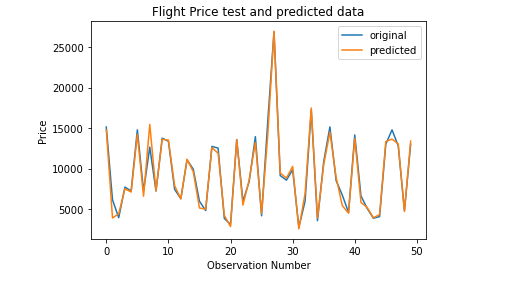 Flight Price test and predicted data
original
predicted
25000
20000
15000
10000
5000
Price
0
10
20
30
40
50
Observation Number